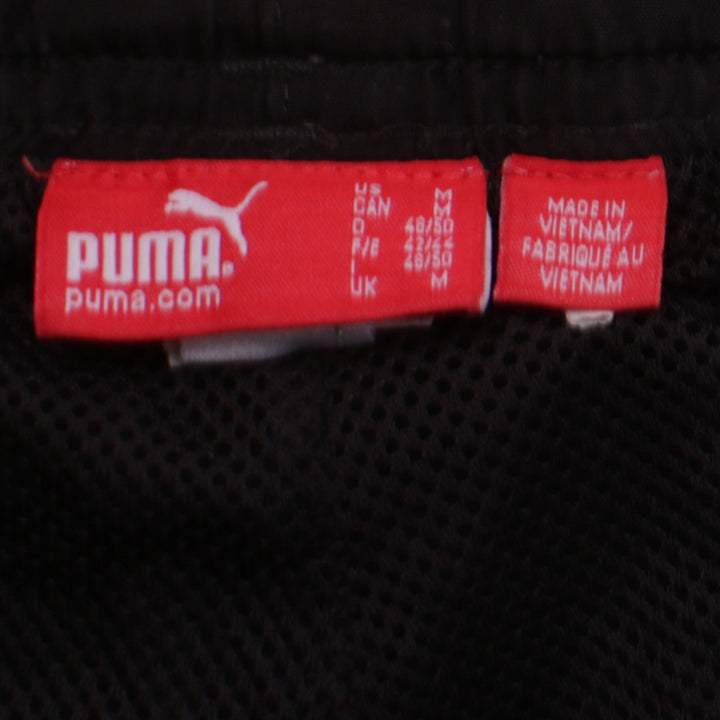 PUMA
puma.com
US M
CAN M
D 48/50
F/E 42/44
I 48/50
UK M
MADE IN
VIETNAM/
FABRIQUÉ AU
VIETNAM